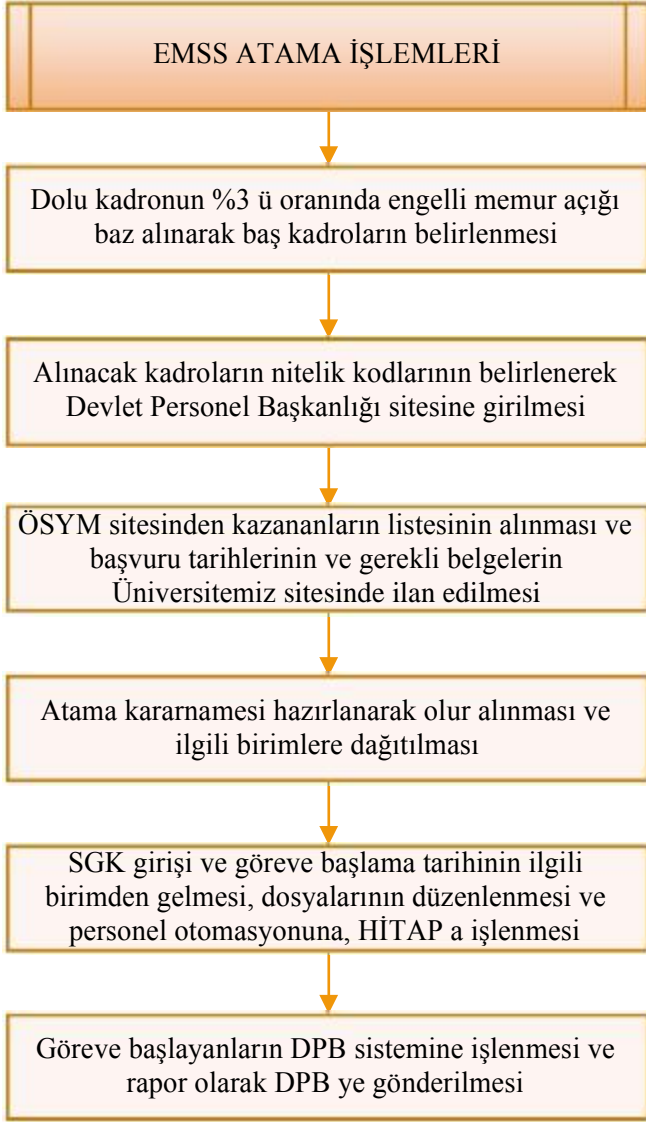 EMSS ATAMA İŞLEMLERİ
Dolu kadronun %3 ü oranında engelli memur açığı
baz alınarak baş kadroların belirlenmesi
Alınacak kadroların nitelik kodlarının belirlenerek
Devlet Personel Başkanlığı sitesine girilmesi
ÖSYM sitesinden kazananların listesinin alınması ve
başvuru tarihlerinin ve gerekli belgelerin
Üniversitemiz sitesinde ilan edilmesi
Atama kararnamesi hazırlanarak olur alınması ve
ilgili birimlere dağıtılması
SGK girişi ve göreve başlama tarihinin ilgili
birimden gelmesi, dosyalarının düzenlenmesi ve
personel otomasyonuna, HİTAP a işlenmesi
Göreve başlayanların DPB sistemine işlenmesi ve
rapor olarak DPB ye gönderilmesi